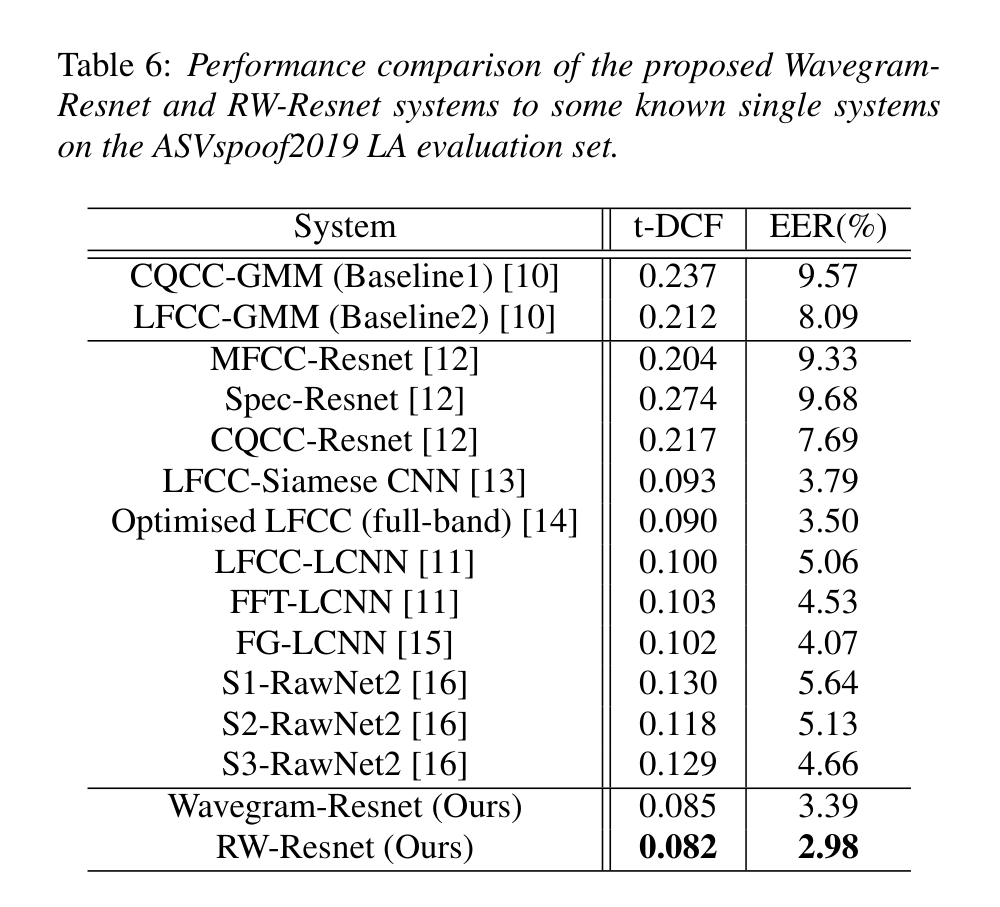 Table 6: Performance comparison of the proposed Wavegram-
Resnet and RW-Resnet systems to some known single systems
on the ASVspoof2019 LA evaluation set.
System t-DCF EER(%)
CQCC-GMM (Baseline1) [10] 0.237 9.57
LFCC-GMM (Baseline2) [10] 0.212 8.09
MFCC-Resnet [12] 0.204 9.33
Spec-Resnet [12] 0.274 9.68
CQCC-Resnet [12] 0.217 7.69
LFCC-Siamese CNN [13] 0.093 3.79
Optimised LFCC (full-band) [14] 0.090 3.50
LFCC-LCNN [11] 0.100 5.06
FFT-LCNN [11] 0.103 4.53
FG-LCNN [15] 0.102 4.07
S1-RawNet2 [16] 0.130 5.64
S2-RawNet2 [16] 0.118 5.13
S3-RawNet2 [16] 0.129 4.66
Wavegram-Resnet (Ours) 0.085 3.39
RW-Resnet (Ours) 0.082 2.98